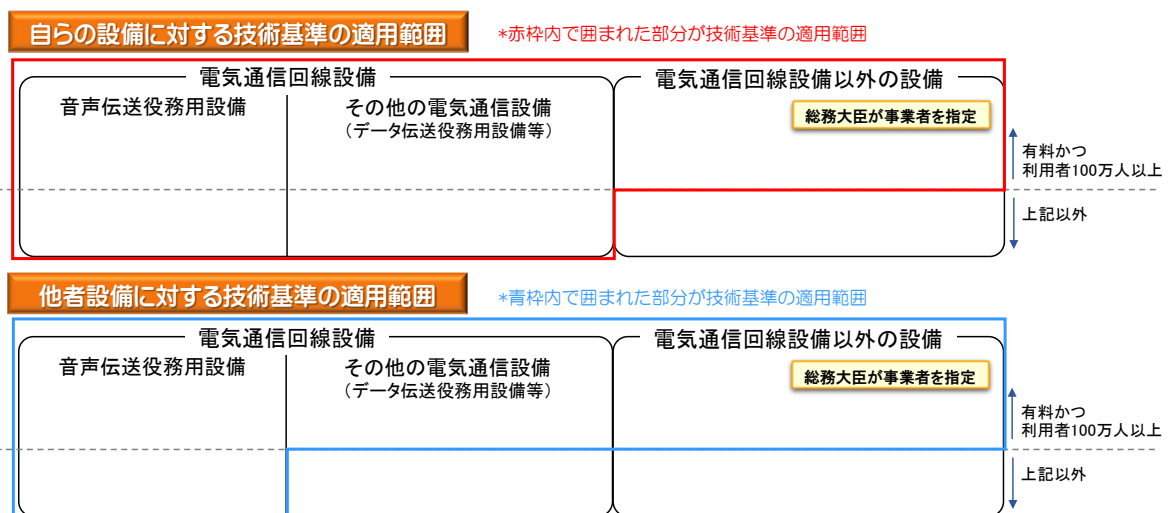 自らの設備に対する技術基準の適用範囲
*赤枠内で囲まれた部分が技術基準の適用範囲
電気通信回線設備
電気通信回線設備以外の設備
音声伝送役務用設備
その他の電気通信設備
（データ伝送役務用設備等）
総務大臣が事業者を指定
有料かつ
利用者100万人以上
上記以外
他者設備に対する技術基準の適用範囲
*青枠内で囲まれた部分が技術基準の適用範囲
電気通信回線設備
電気通信回線設備以外の設備
音声伝送役務用設備
その他の電気通信設備
（データ伝送役務用設備等）
総務大臣が事業者を指定
有料かつ
利用者100万人以上
上記以外